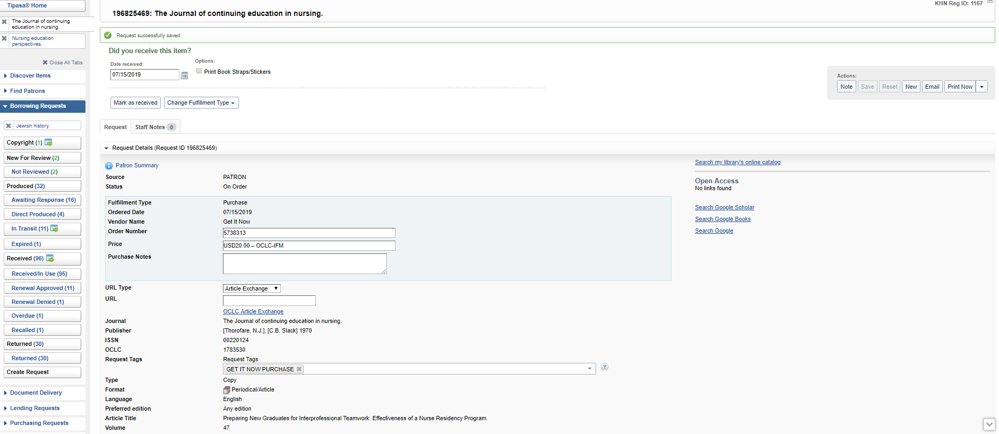 Tipasa® Home
The Journal of continuing
education in nursing.
Nursing education
perspectives.
Close All Tabs
Discover Items
Find Patrons
Borrowing Requests
Jewish history.
Copyright (1)
New For Review (2)
Not Reviewed (2)
Produced (32)
Awaiting Response (16)
Direct Produced (4)
In Transit (11)
Expired (1)
Received (96)
Received/In Use (95)
Renewal Approved (11)
Renewal Denied (1)
Overdue (1)
Recalled (1)
Returned (30)
Returned (30)
Create Request
Document Delivery
Lending Requests
Purchasing Requests
KHN Reg ID: 1167
196825469: The Journal of continuing education in nursing.
Request successfully saved
Did you receive this item?
Date received:
07/15/2019
Options:
Print Book Straps/Stickers
Mark as received
Change Fulfillment Type
Actions:
Note Save Reset New Email Print Now
Request
Staff Notes 0
Request Details (Request ID 196825469)
Patron Summary
Source PATRON
Status On Order
Fulfillment Type Purchase
Ordered Date 07/15/2019
Vendor Name Get It Now
Order Number 5738313
Price USD20.00 – OCLC-IFM
Purchase Notes
URL Type Article Exchange
URL
OCLC Article Exchange
Journal The Journal of continuing education in nursing.
Publisher [Thorofare, N.J.], [C.B. Slack] 1970
ISSN 00220124
OCLC 1783530
Request Tags Request Tags
GET IT NOW PURCHASE
?
Type Copy
Format Periodical/Article
Language English
Preferred edition Any edition
Article Title Preparing New Graduates for Interprofessional Teamwork: Effectiveness of a Nurse Residency Program.
Volume 47
Search my library's online catalog
Open Access
No links found
Search Google Scholar
Search Google Books
Search Google